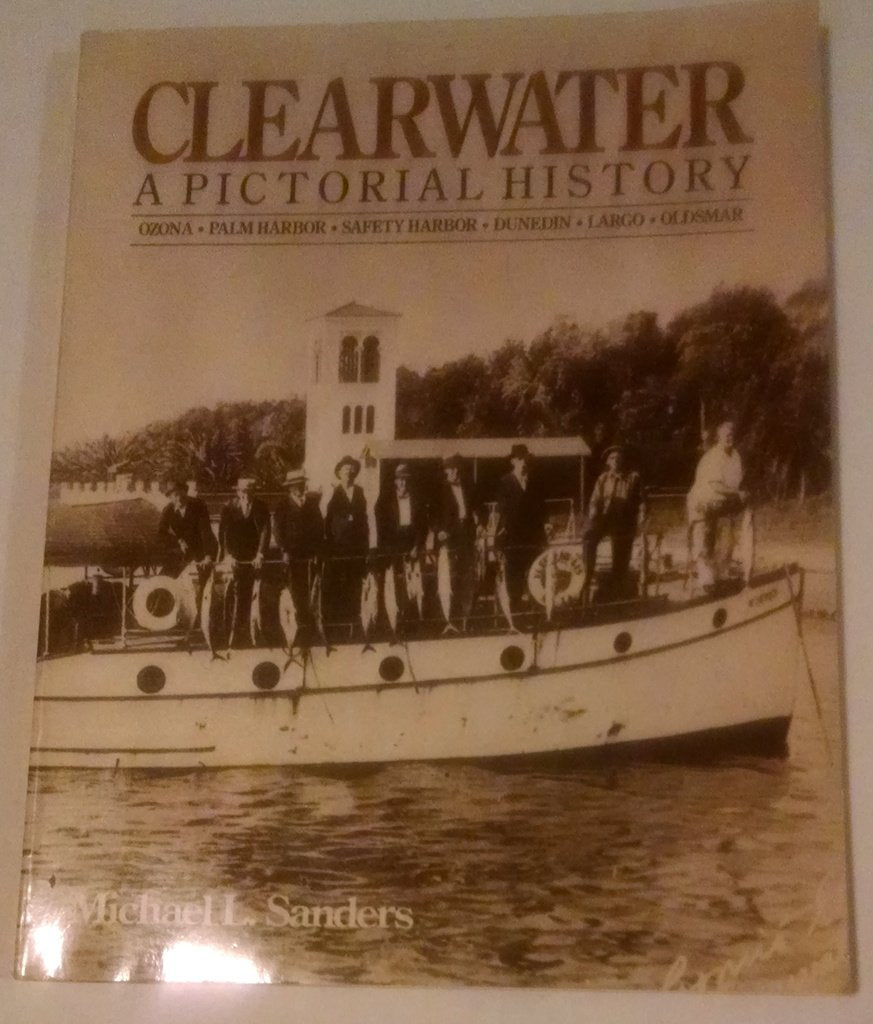 CLEARWATER
A PICTORIAL HISTORY
OZONA • PALM HARBOR • SAFETY HARBOR • DUNEDIN • LARGO • OLDSMAR
Michael L. Sanders